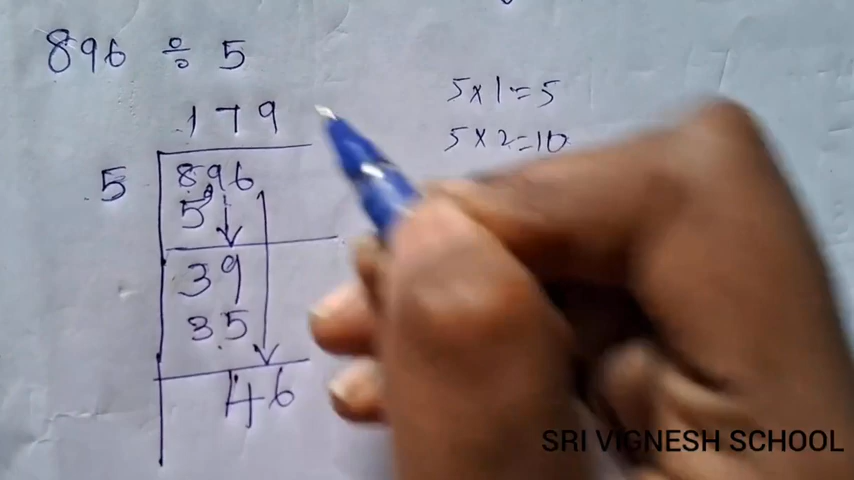 896 ÷ 5
179
5 896
5
39
35
46
5x1=5
5x2=10
SRI VIGNESH SCHOOL